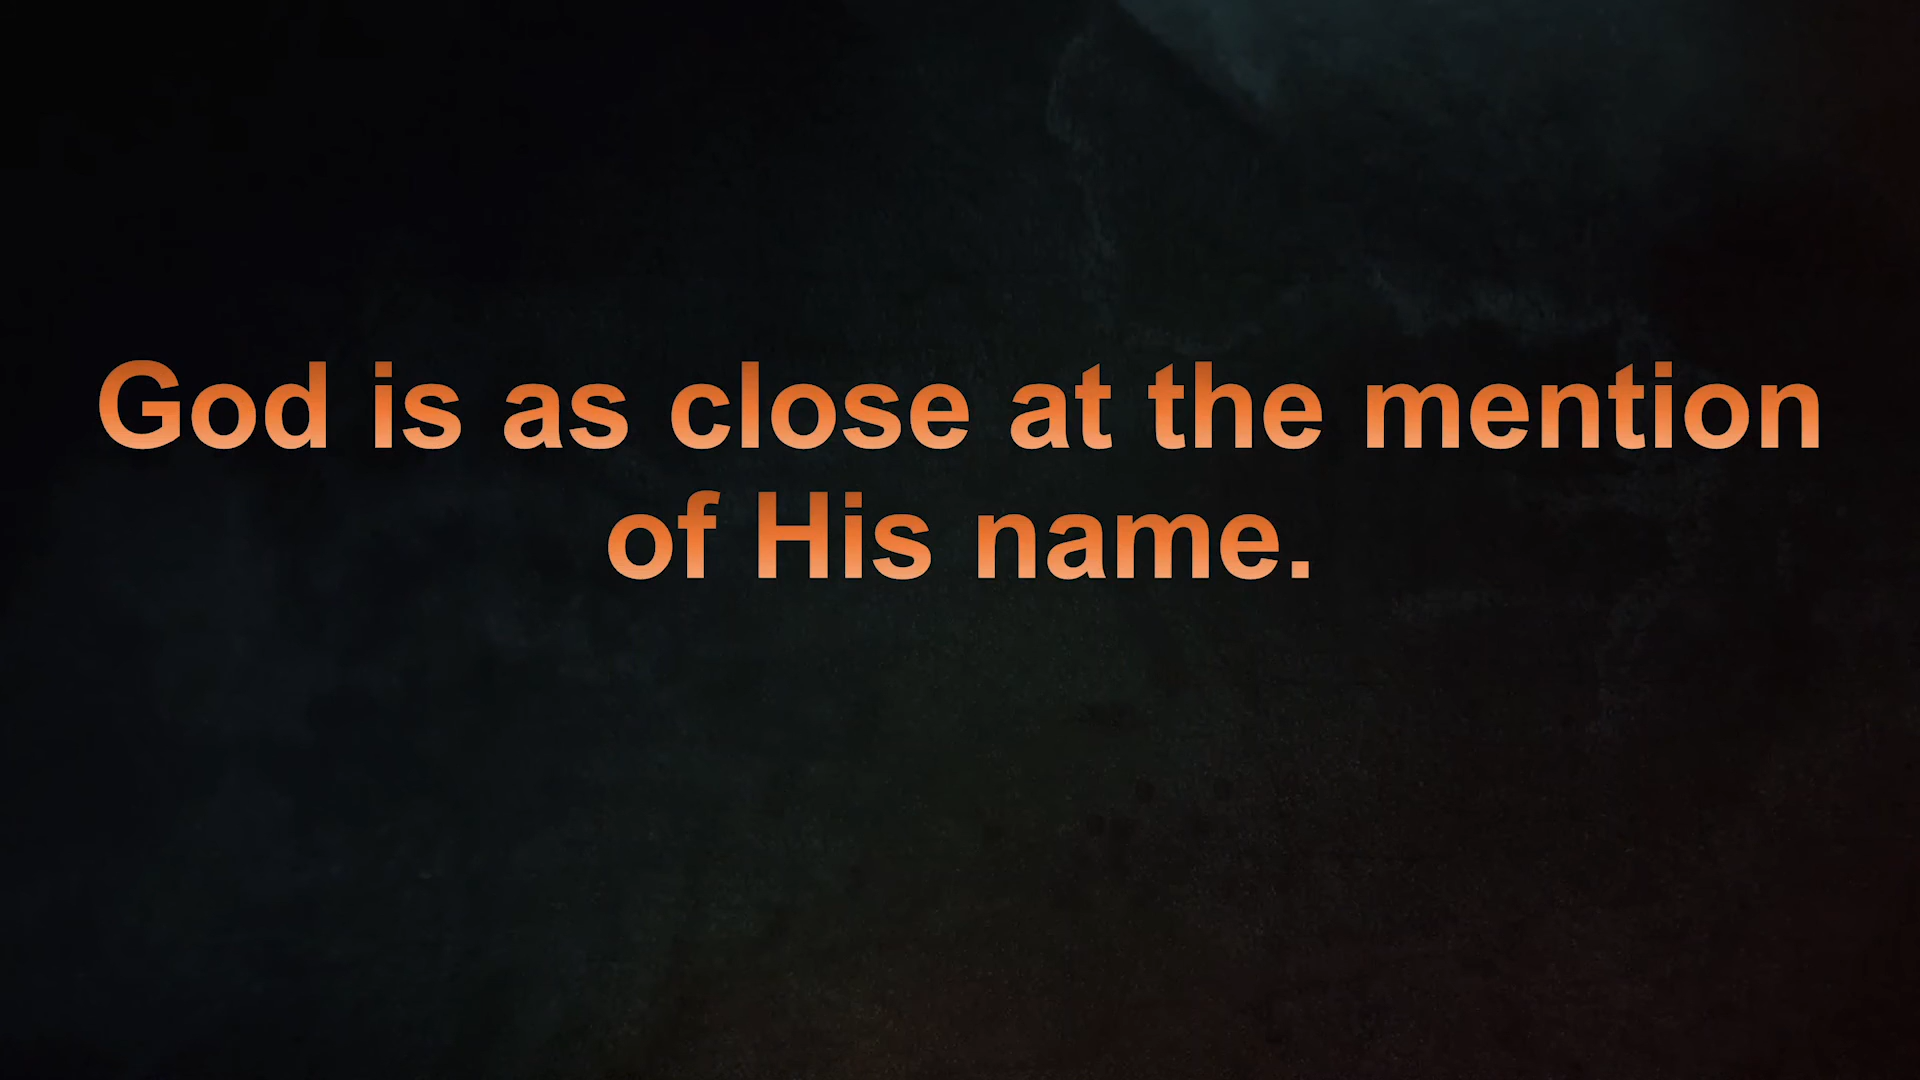 God is as close at the mention
of His name.